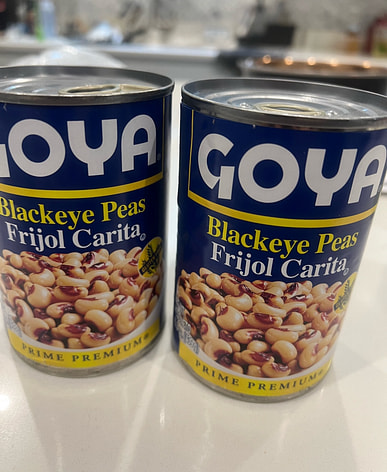 GOYA
Blackeye Peas
Frijol Carita
PRIME PREMIUM
GOYA
Blackeye Peas
Frijol Carita
PRIME PREMIUM